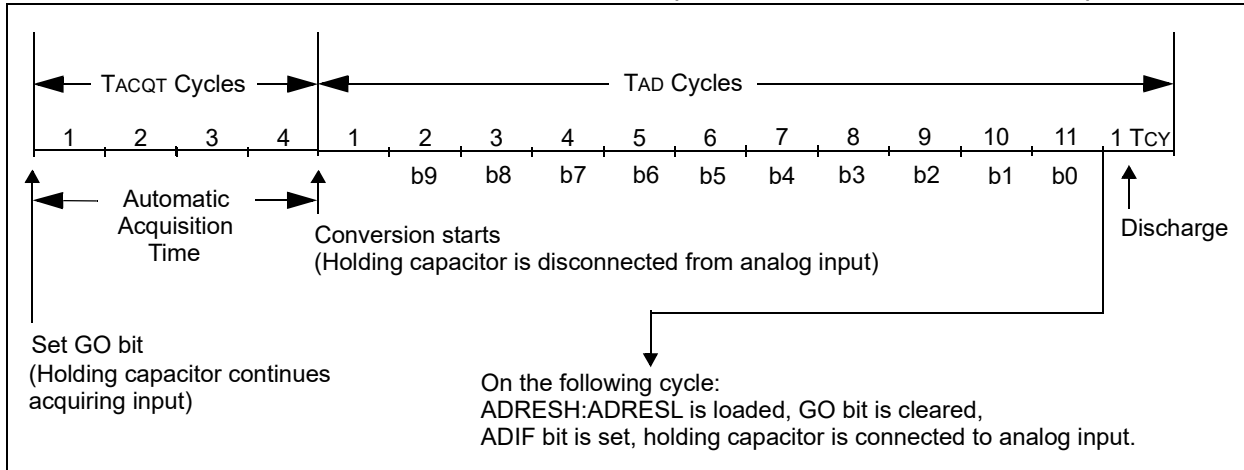 TACQT Cycles
TAD Cycles
1 2 3 4 1 2 3 4 5 6 7 8 9 10 11 1 TCY
b9 b8 b7 b6 b5 b4 b3 b2 b1 b0
Automatic
Acquisition
Time
Conversion starts
(Holding capacitor is disconnected from analog input)
Discharge
Set GO bit
(Holding capacitor continues
acquiring input)
On the following cycle:
ADRESH:ADRESL is loaded, GO bit is cleared,
ADIF bit is set, holding capacitor is connected to analog input.